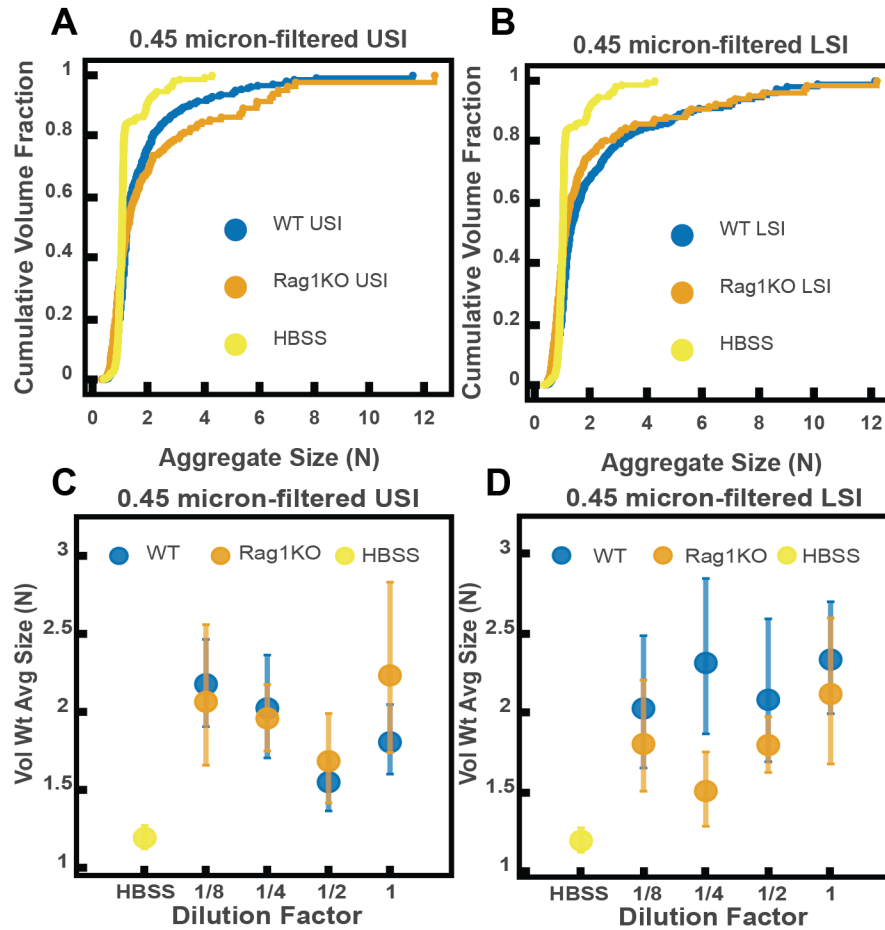 A
0.45 micron-filtered USI
Cumulative Volume Fraction
1
0.8
0.6
0.4
0.2
0
WT USI
Rag1KO USI
HBSS
0 2 4 6 8 10 12
Aggregate Size (N)
B
0.45 micron-filtered LSI
Cumulative Volume Fraction
1
0.8
0.6
0.4
0.2
0
WT LSI
Rag1KO LSI
HBSS
0 2 4 6 8 10 12
Aggregate Size (N)
C
0.45 micron-filtered USI
Vol Wt Avg Size (N)
WT Rag1KO HBSS
3
2.5
2
1.5
1
HBSS 1/8 1/4 1/2 1
Dilution Factor
D
0.45 micron-filtered LSI
Vol Wt Avg Size (N)
WT Rag1KO HBSS
3
2.5
2
1.5
1
HBSS 1/8 1/4 1/2 1
Dilution Factor